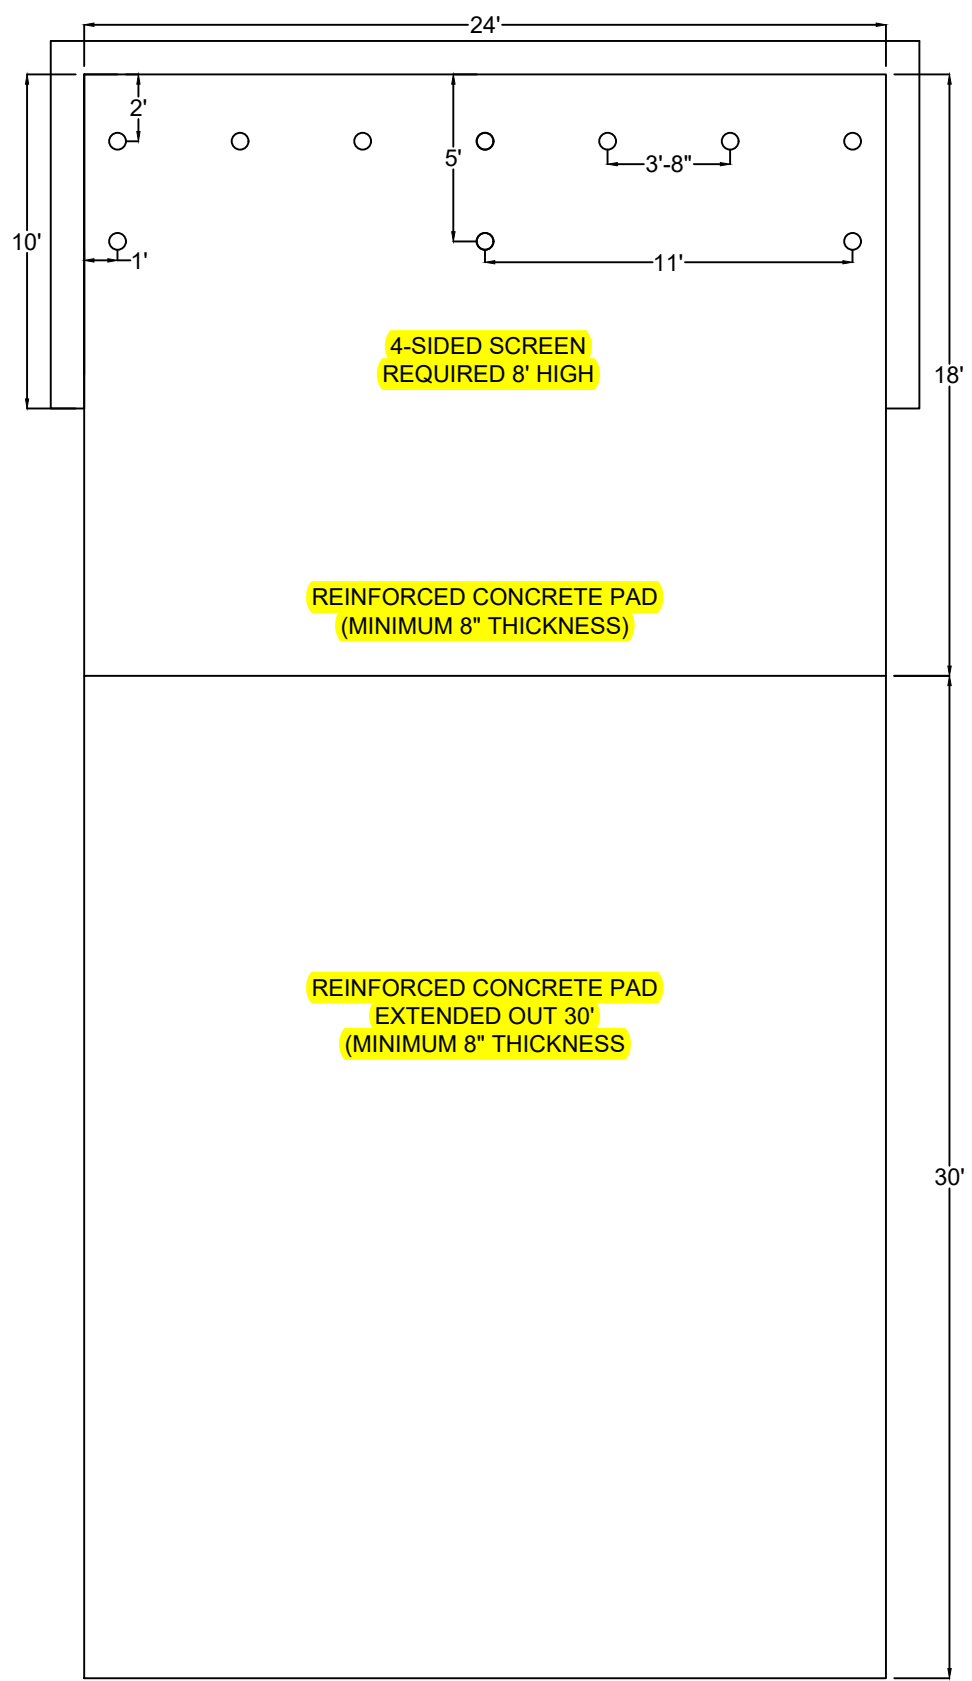 24'
2'
5'
3'-8"
10'
1'
11'
4-SIDED SCREEN
REQUIRED 8' HIGH
18'
REINFORCED CONCRETE PAD
(MINIMUM 8" THICKNESS)
REINFORCED CONCRETE PAD
EXTENDED OUT 30'
(MINIMUM 8" THICKNESS
30'